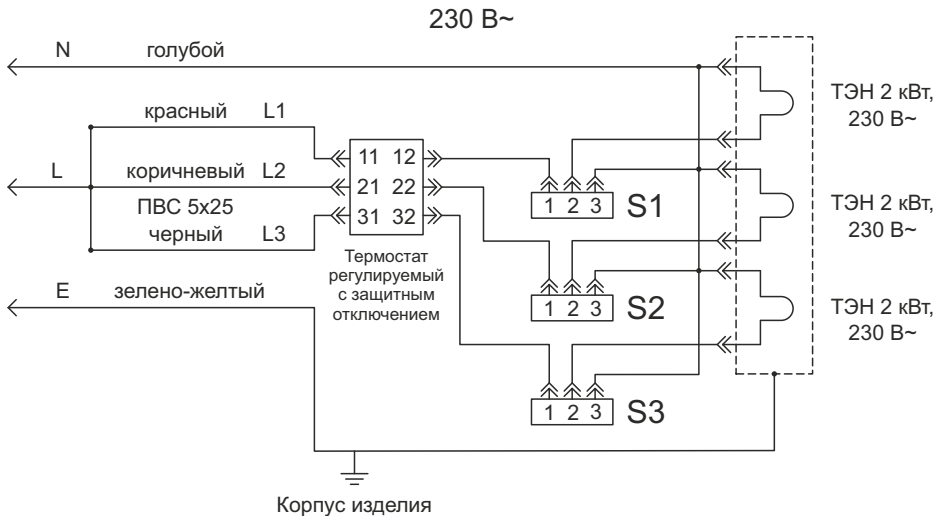 230 В~
N голубой
ТЭН 2 кВт,
230 В~
красный L1
11 12
L коричневый L2
21 22
ПВС 5x25
черный L3
31 32
1 2 3 S1
ТЭН 2 кВт,
230 В~
Термостат
регулируемый
с защитным
отключением
E зелено-желтый
1 2 3 S2
ТЭН 2 кВт,
230 В~
1 2 3 S3
Корпус изделия